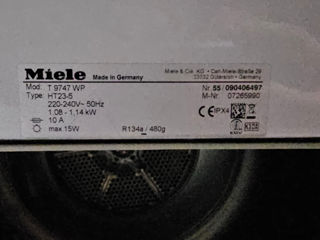 Miele
Made in Germany
Miele & Cie. KG • Carl-Miele-Straße 29
33332 Gütersloh • Germany
Mod. T 9747 WP
Nr. 55 / 090406497
Type: HT23-5
M-Nr. 07265990
220-240V~ 50Hz
1.08 - 1,14 kW
10 A
CE IPX4
max.15W
R134a / 480g